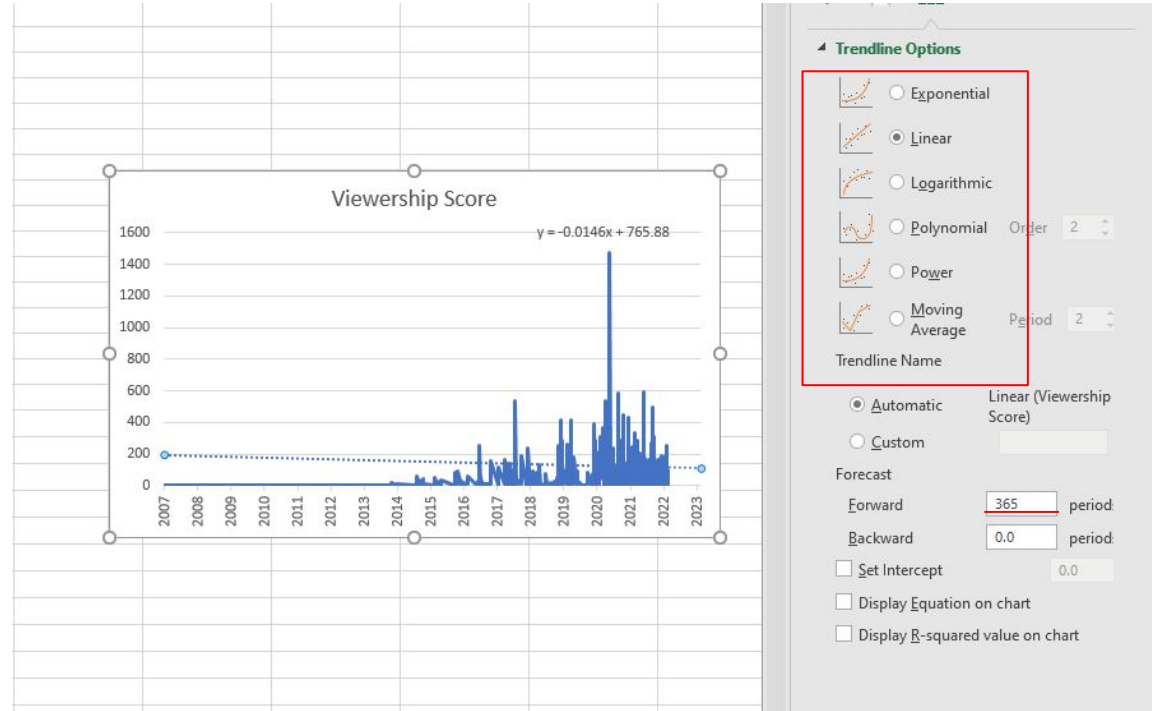 Viewership Score
y = -0.0146x + 765.88
1600
1400
1200
1000
800
600
400
200
0
2007
2008
2009
2010
2011
2012
2013
2014
2015
2016
2017
2018
2019
2020
2021
2022
2023
Trendline Options
Exponential
Linear
Logarithmic
Polynomial Order 2
Power
Moving
Average Period 2
Trendline Name
Automatic Linear (Viewership
Score)
Custom
Forecast
Forward 365 period
Backward 0.0 period
Set Intercept 0.0
Display Equation on chart
Display R-squared value on chart